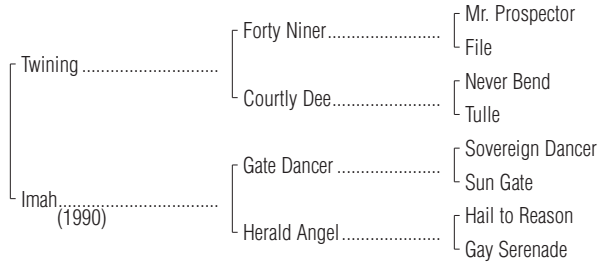 Mr. Prospector
Forty Niner....................................
File
Twining ............................................
Never Bend
Courtly Dee...................................
Tulle
Sovereign Dancer
Gate Dancer ..................................
Sun Gate
Imah..................................................
(1990)
Hail to Reason
Herald Angel.................................
Gay Serenade